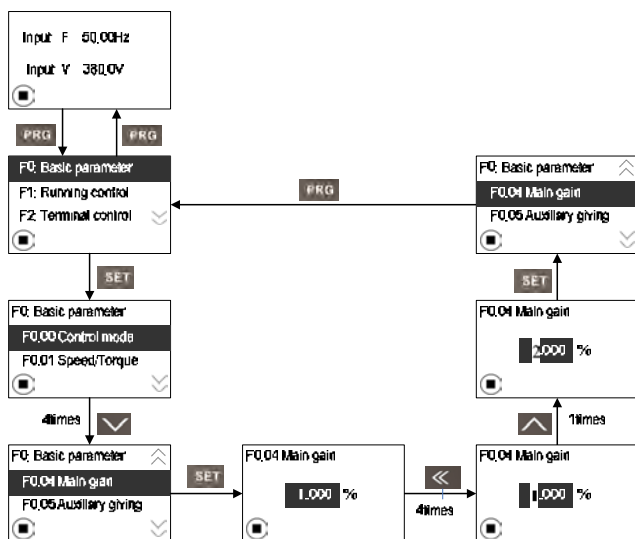 Input F 50.00Hz
Input V 380.0V
PRG
PRG
F0: Basic parameter
F1: Running control
F2: Terminal control
SET
F0: Basic parameter
F0.00 Control mode
F0.01 Speed/Torque
4times
F0: Basic parameter
F0.04 Main gain
F0.05 Auxiliary giving
SET
F0.04 Main gain
1.000 %
4times
F0.04 Main gain
1.000 %
1times
F0.04 Main gain
2.000 %
SET
F0: Basic parameter
F0.04 Main gain
F0.05 Auxiliary giving
PRG